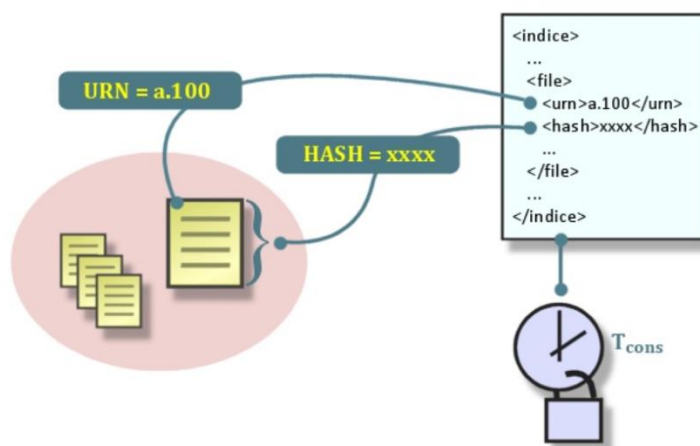 URN = a.100
HASH = xxxx
<indice>
...
<file>
<urn>a.100</urn>
<hash>xxxx</hash>
...
</file>
...
</indice>
Tcons